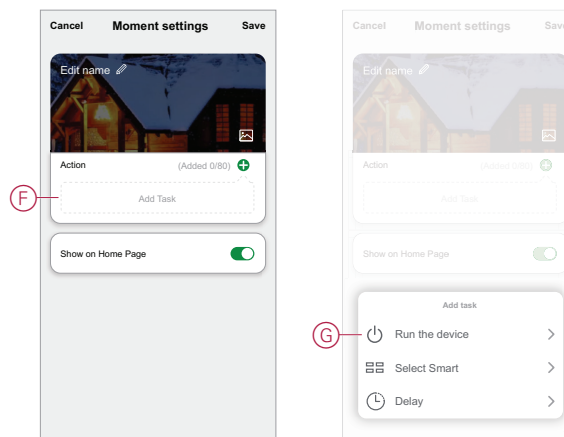 Cancel Moment settings Save
Edit name
Action (Added 0/80)
F
Add Task
Show on Home Page
Cancel Moment settings Save
Edit name
Action (Added 0/80)
Add Task
Show on Home Page
Add task
G
Run the device
Select Smart
Delay